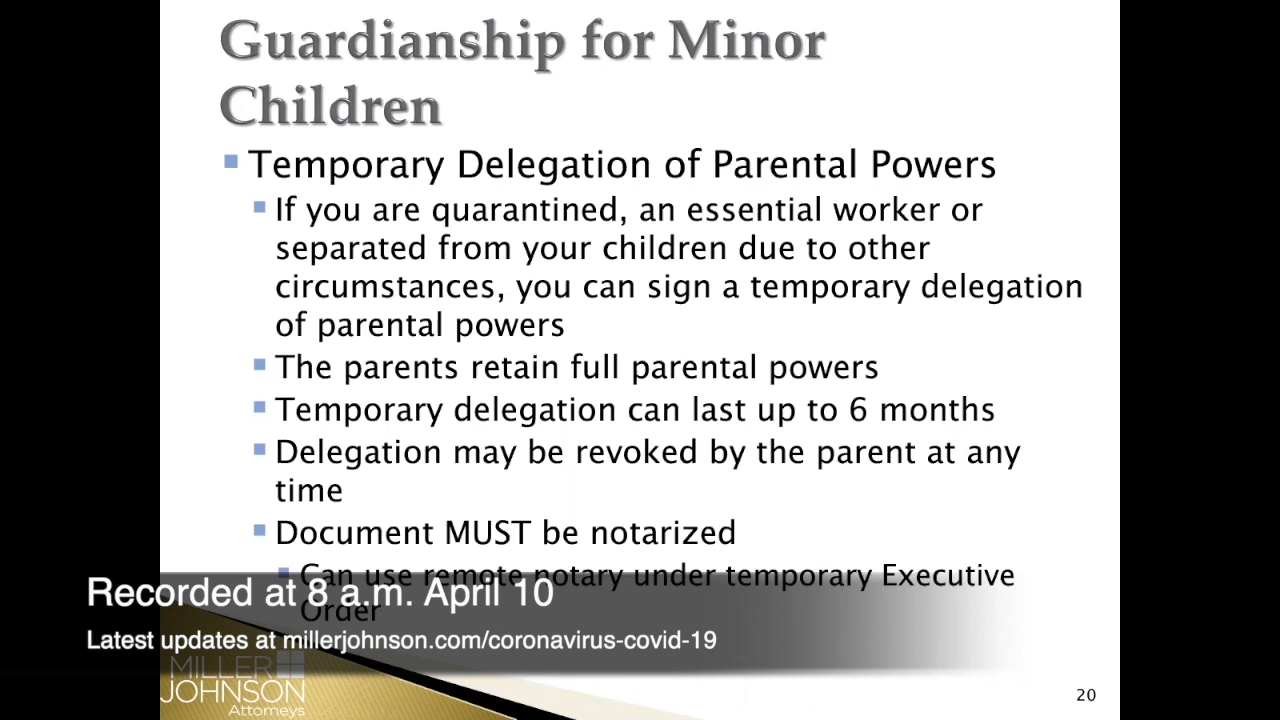 Guardianship for Minor
Children
Temporary Delegation of Parental Powers
If you are quarantined, an essential worker or
separated from your children due to other
circumstances, you can sign a temporary delegation
of parental powers
The parents retain full parental powers
Temporary delegation can last up to 6 months
Delegation may be revoked by the parent at any
time
Document MUST be notarized
Can use remote notary under temporary Executive
Order
Recorded at 8 a.m. April 10
Latest updates at millerjohnson.com/coronavirus-covid-19
MILLER
JOHNSON
Attorneys
20